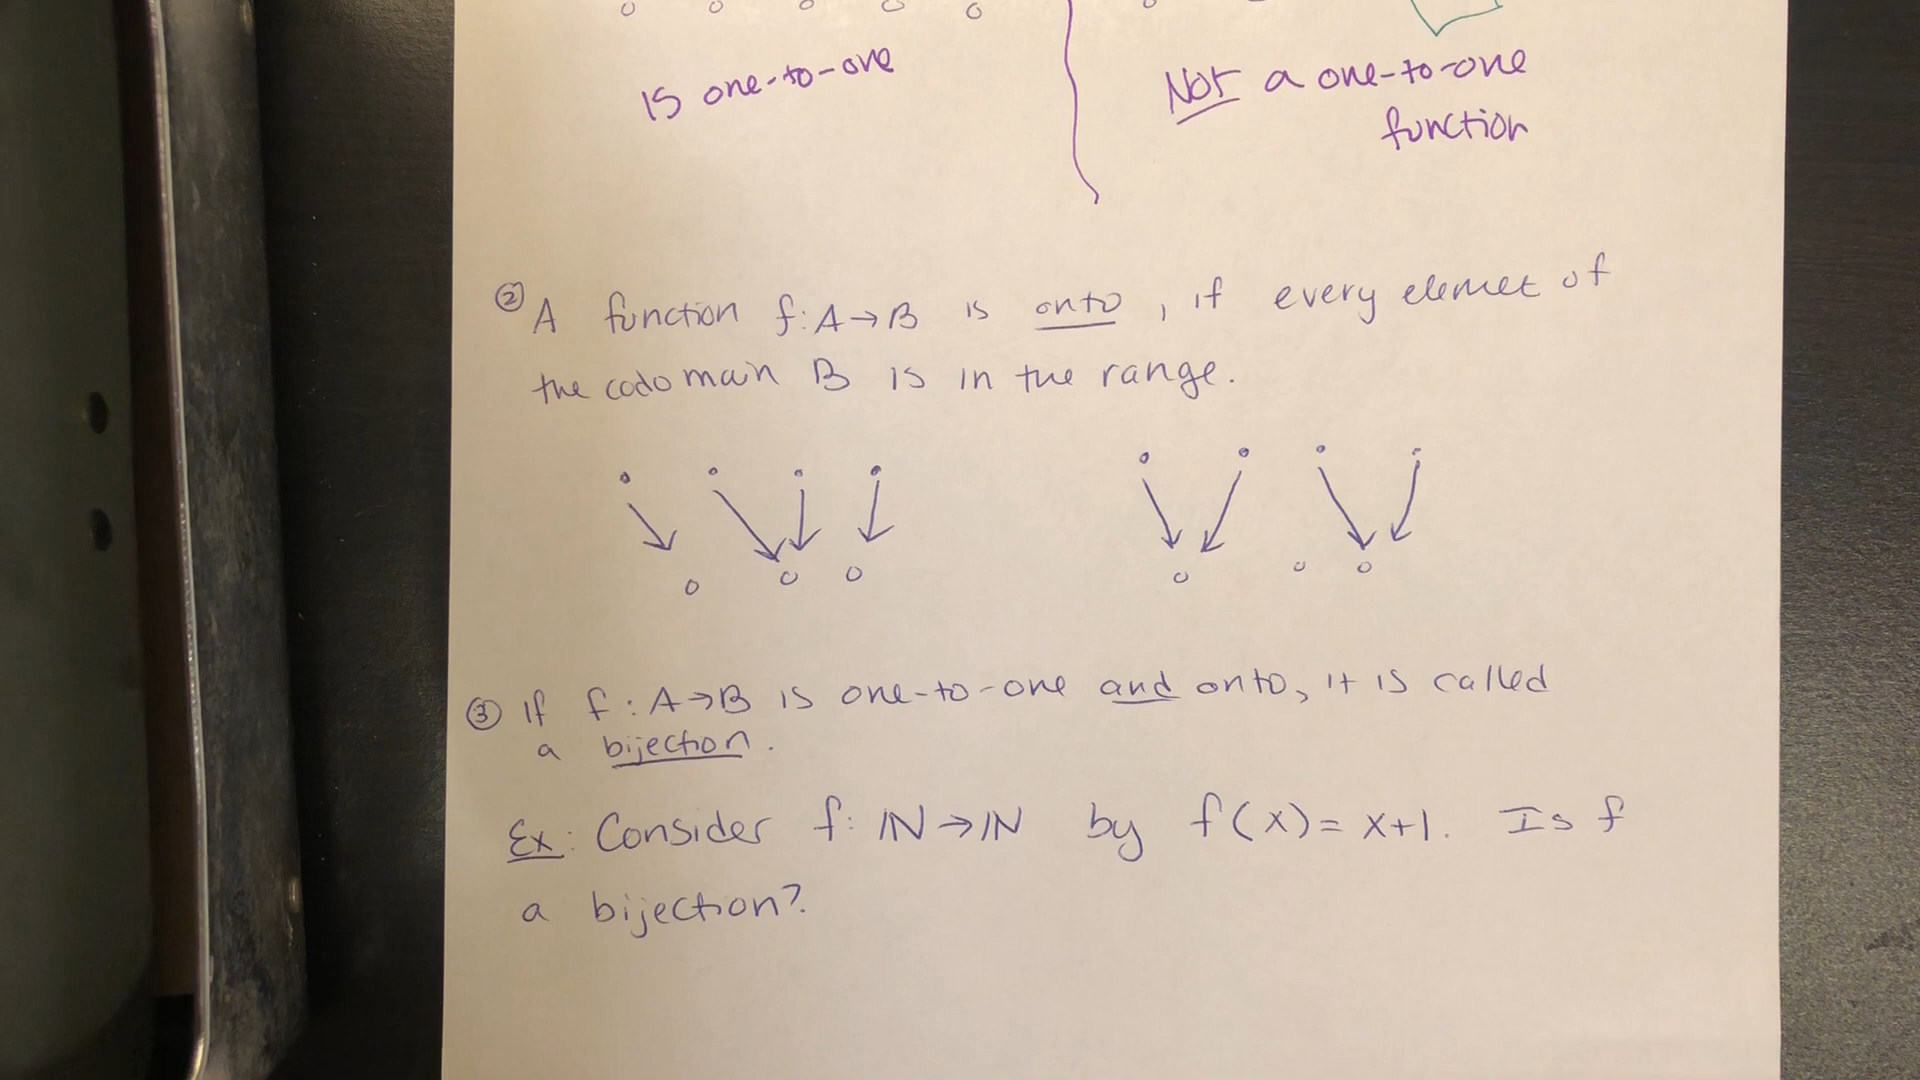 IS one-to-one
Not a one-to-one
function
② A function f: A→B is onto, if every elemet of
the codomain B is in the range.
③ If f: A→B is one-to-one and onto, it is called
a bijection.
Ex: Consider f: ℕ→ℕ by f(x)= x+1. Is f
a bijection?